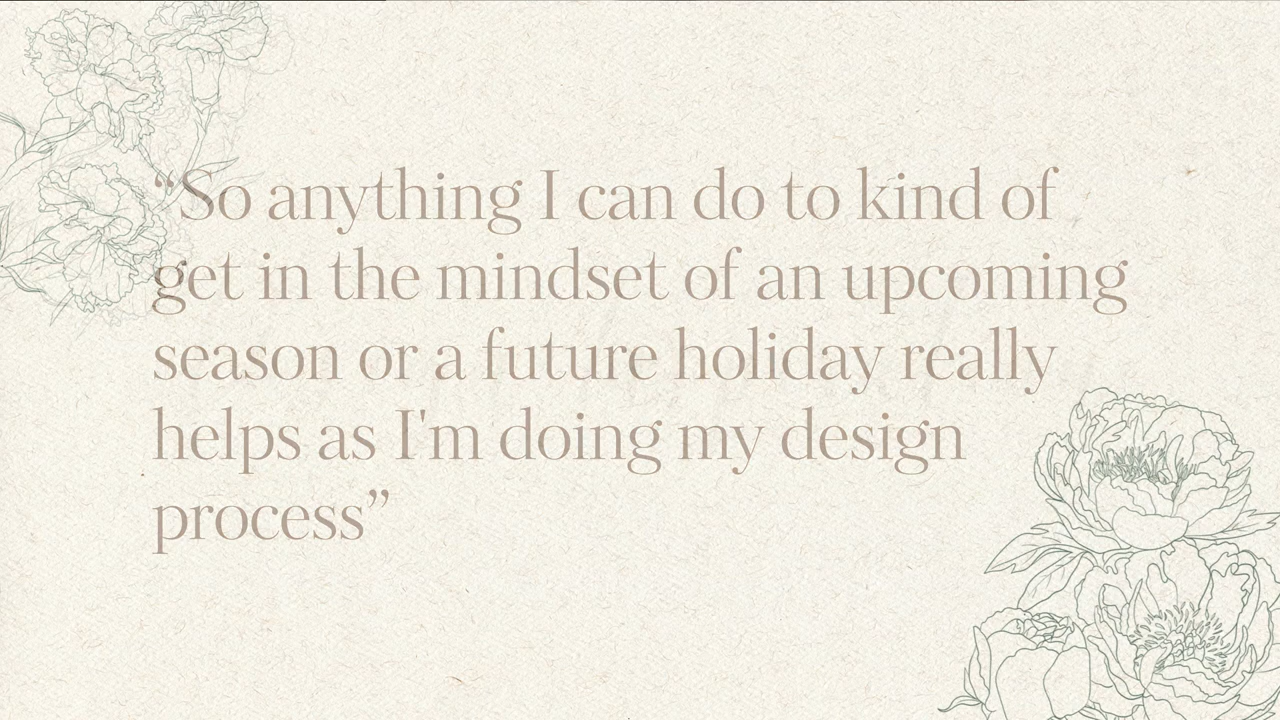 “So anything I can do to kind of
get in the mindset of an upcoming
season or a future holiday really
helps as I'm doing my design
process”